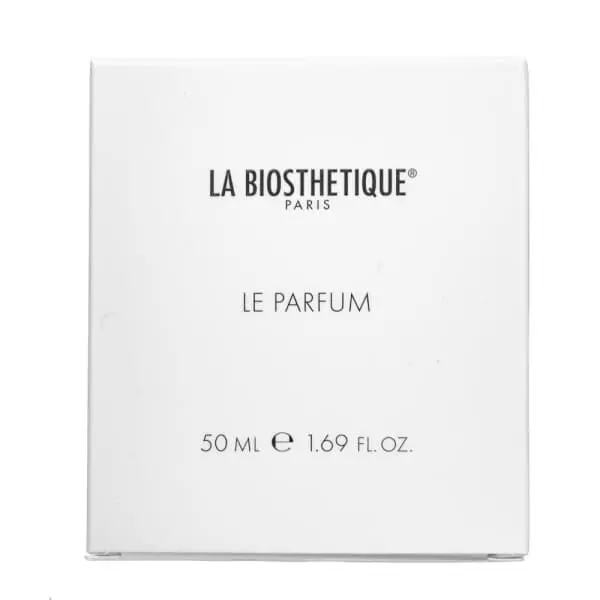 LA BIOSTHETIQUE®
PARIS
LE PARFUM
50 ML ℮ 1.69 FL. OZ.